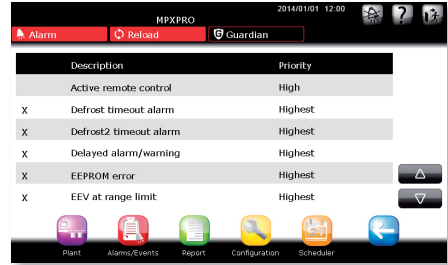 2014/01/01 12:00
MPXPRO
Alarm Reload G Guardian
?
Description Priority
Active remote control High
X Defrost timeout alarm Highest
X Defrost2 timeout alarm Highest
X Delayed alarm/warning Highest
X EEPROM error Highest
X EEV at range limit Highest
Plant Alarms/Events Report Configuration Scheduler